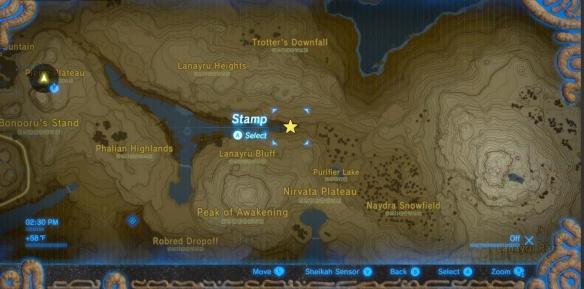 Trotter's Downfall
Lanayru Heights
Stamp
Select
Bonooru's Stand
Phalian Highlands
Lanayru Bluff
Purifier Lake
Nirvata Plateau
Naydra Snowfield
Peak of Awakening
Robred Dropoff
02:30 PM
+58°F
Off
Move
Sheikah Sensor
Back
Select
Zoom